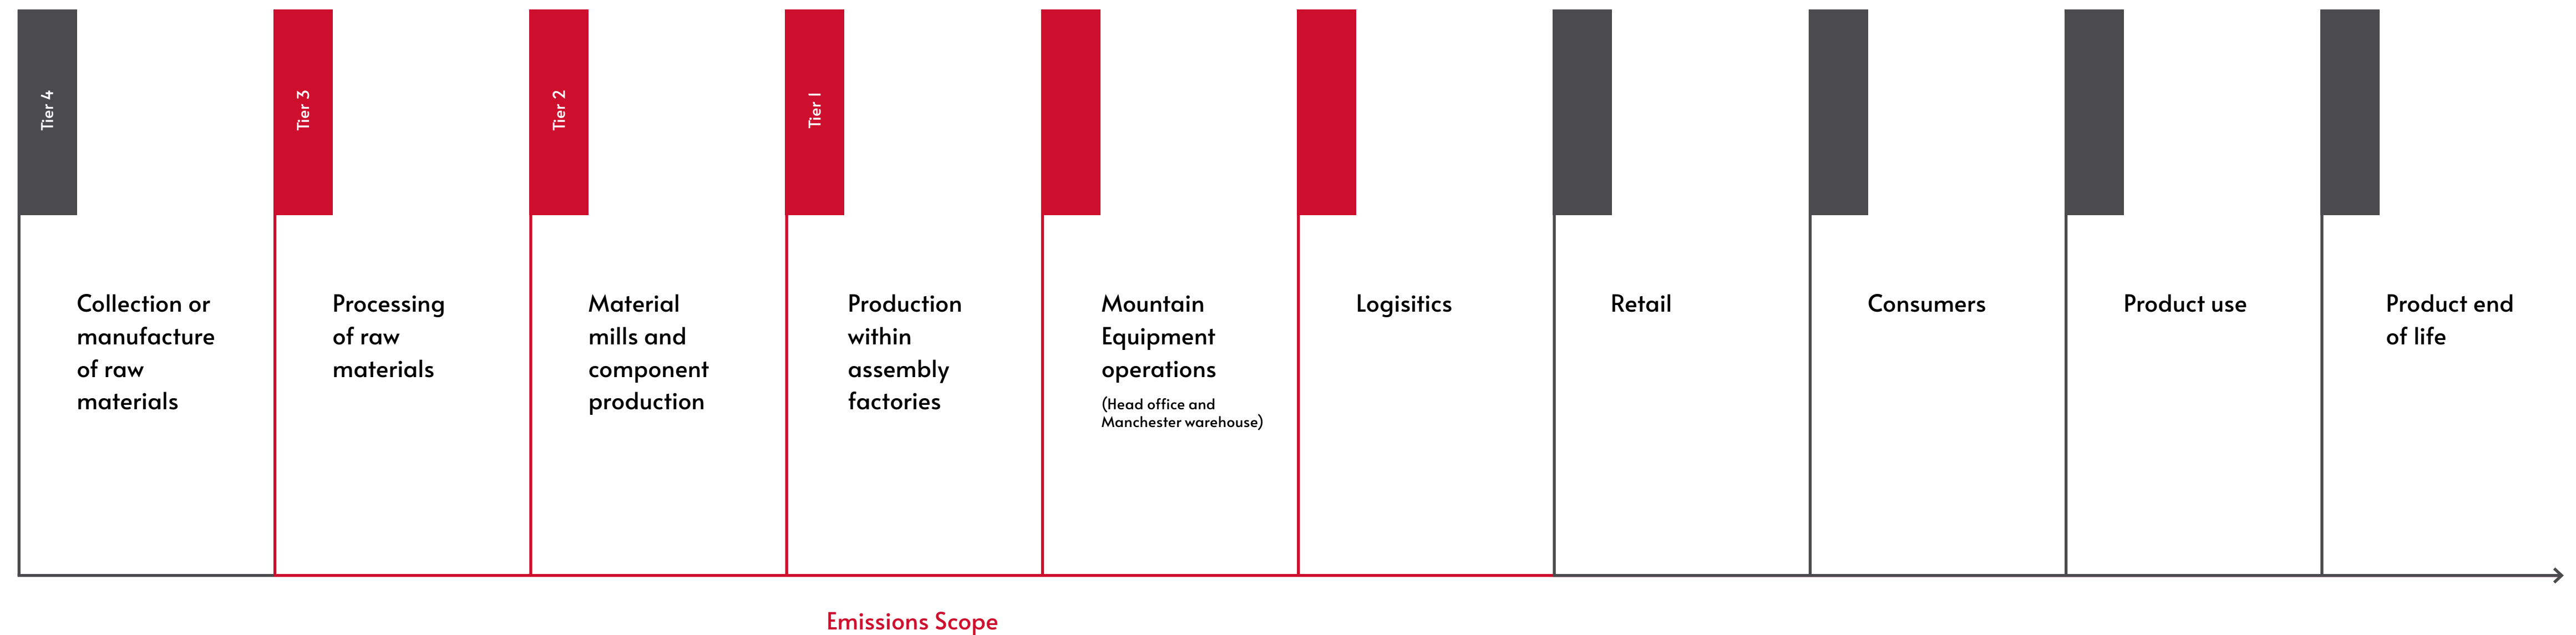 Tier 4
Tier 3
Tier 2
Tier 1
Collection or
manufacture
of raw
materials
Processing
of raw
materials
Material
mills and
component
production
Production
within
assembly
factories
Mountain
Equipment
operations
(Head office and
Manchester warehouse)
Logisitics
Retail
Consumers
Product use
Product end
of life
Emissions Scope